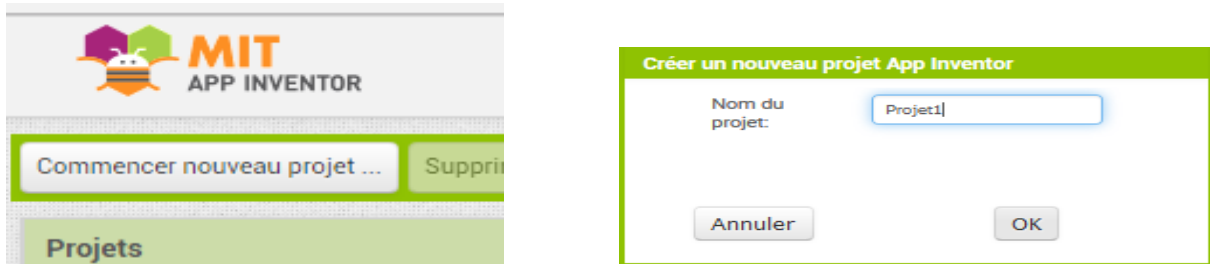 MIT
APP INVENTOR
Commencer nouveau projet ...
Projets
Créer un nouveau projet App Inventor
Nom du
projet:
Projet1
Annuler
OK